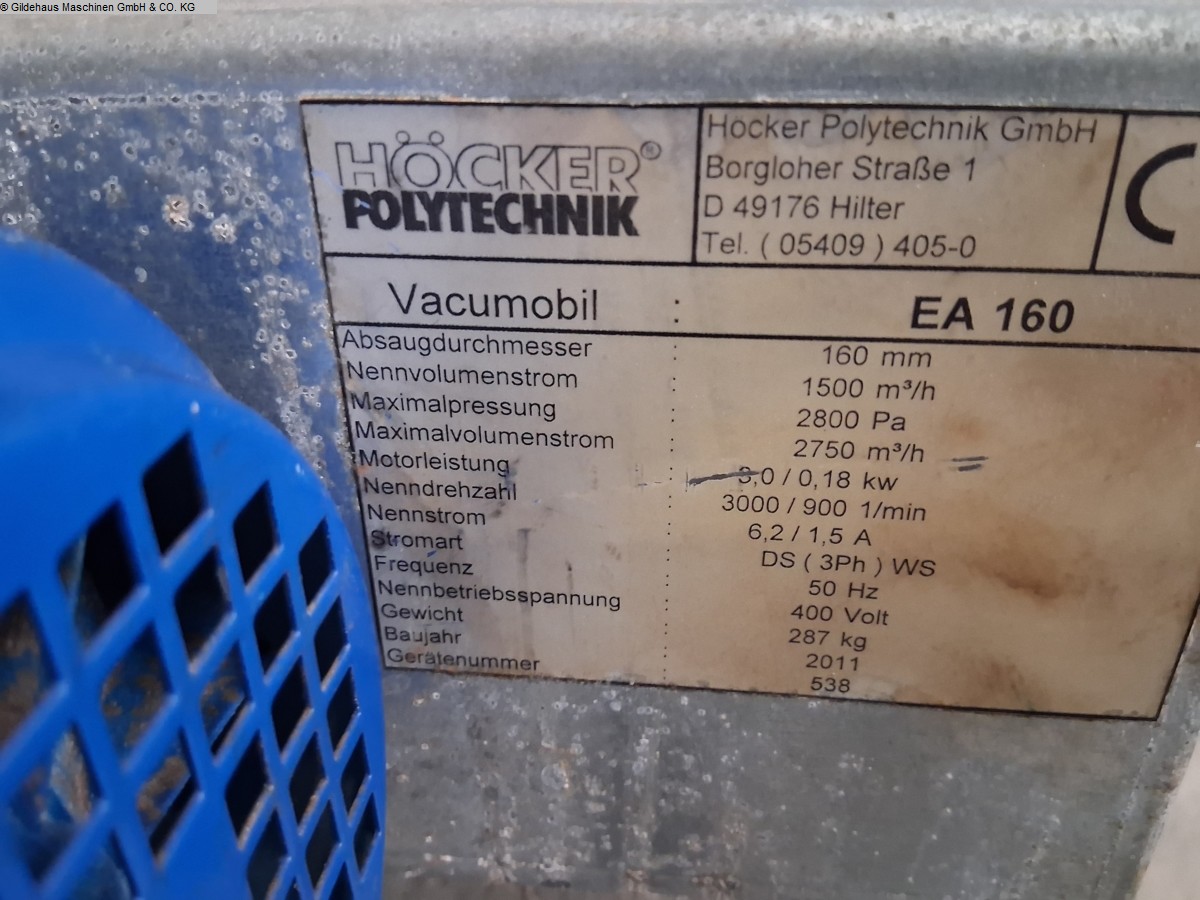 © Gildehaus Maschinen GmbH & CO. KG
HÖCKER®
POLYTECHNIK
Höcker Polytechnik GmbH
Borgloher Straße 1
D 49176 Hilter
Tel. ( 05409 ) 405-0
CE
Vacumobil : EA 160
Absaugdurchmesser : 160 mm
Nennvolumenstrom : 1500 m³/h
Maximalpressung : 2800 Pa
Maximalvolumenstrom : 2750 m³/h
Motorleistung : 3,0 / 0,18 kw
Nenndrehzahl : 3000 / 900 1/min
Nennstrom : 6,2 / 1,5 A
Stromart : DS ( 3Ph ) WS
Frequenz : 50 Hz
Nennbetriebsspannung : 400 Volt
Gewicht : 287 kg
Baujahr : 2011
Gerätenummer : 538